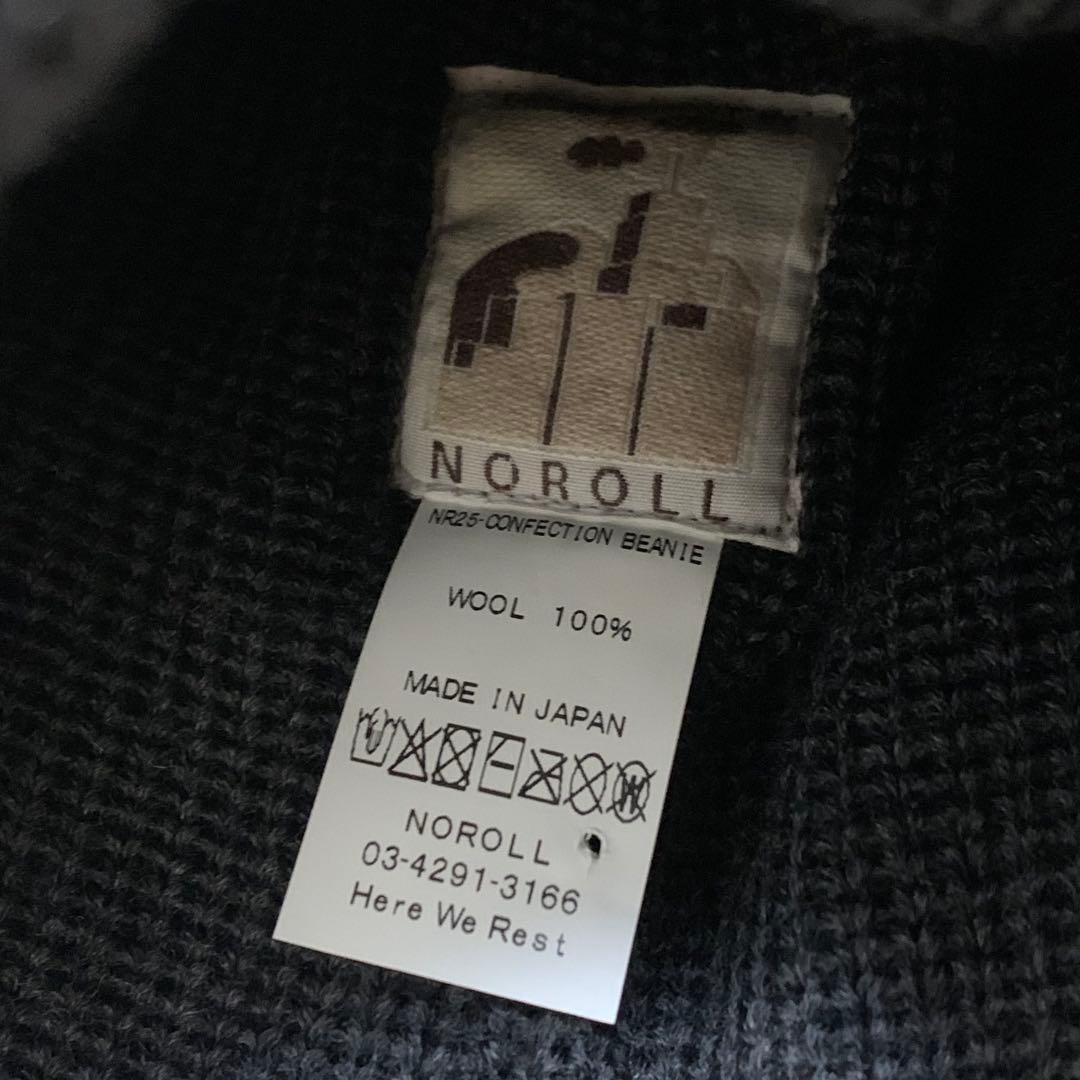 NOROLL
NR25-CONFECTION BEANIE
WOOL 100%
MADE IN JAPAN
NOROLL
03-4291-3166
Here We Rest